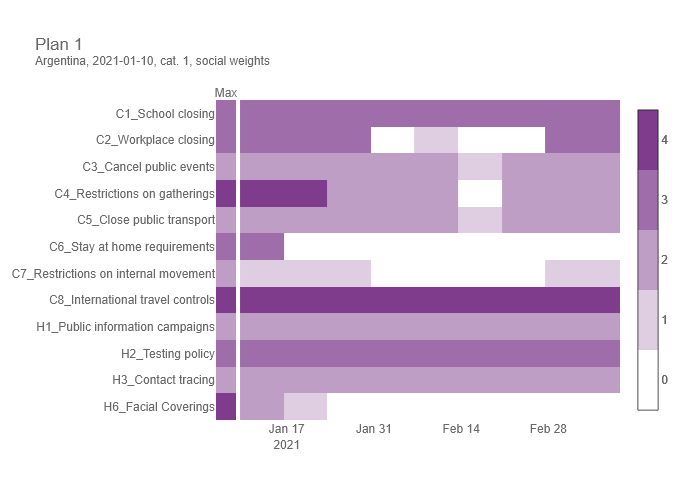 Plan 1
Argentina, 2021-01-10, cat. 1, social weights
Max
C1_School closing
C2_Workplace closing
C3_Cancel public events
C4_Restrictions on gatherings
C5_Close public transport
C6_Stay at home requirements
C7_Restrictions on internal movement
C8_International travel controls
H1_Public information campaigns
H2_Testing policy
H3_Contact tracing
H6_Facial Coverings
Jan 17 Jan 31 Feb 14 Feb 28
2021
4
3
2
1
0